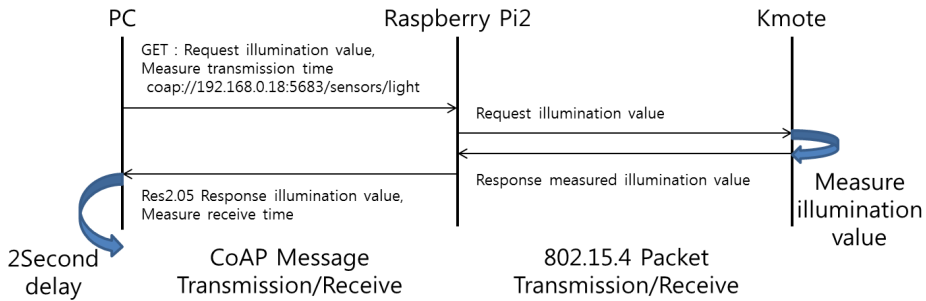 PC
Raspberry Pi2
Kmote
GET : Request illumination value,
Measure transmission time
coap://192.168.0.18:5683/sensors/light
Request illumination value
Response measured illumination value
Res2.05 Response illumination value,
Measure receive time
Measure
illumination
value
2Second
delay
CoAP Message
Transmission/Receive
802.15.4 Packet
Transmission/Receive